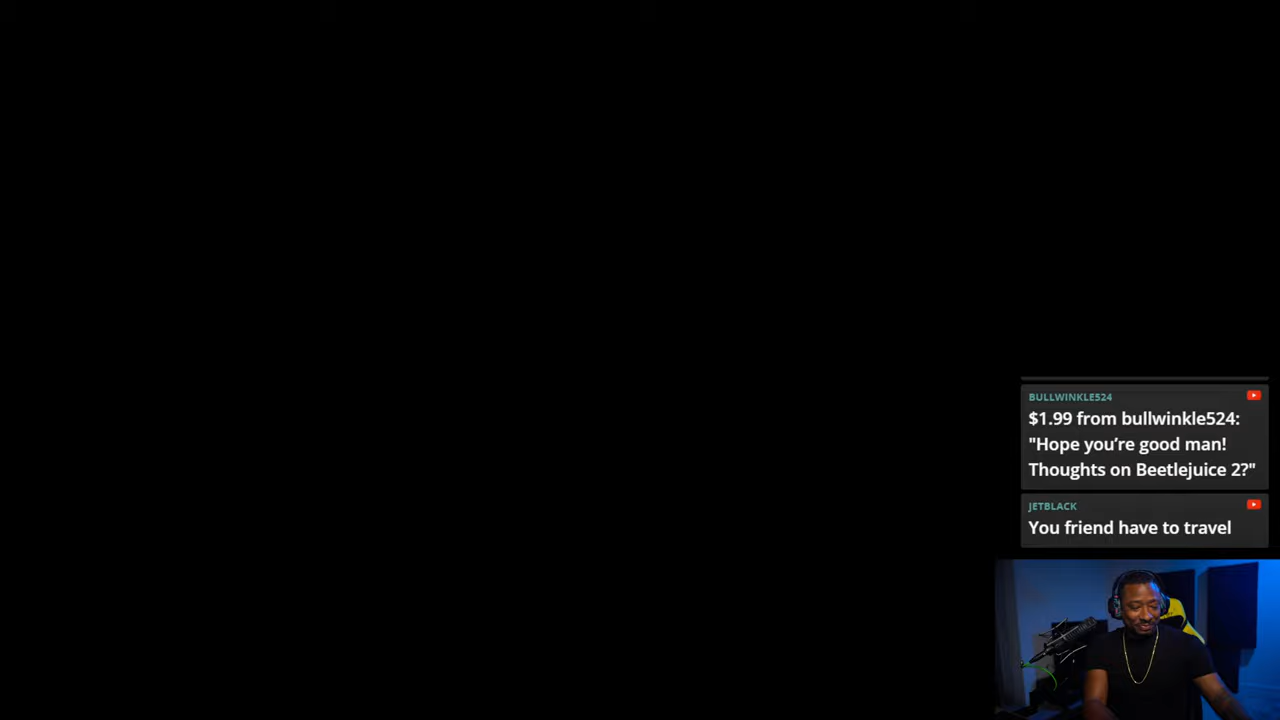 BULLWINKLE524
$1.99 from bullwinkle524:
"Hope you’re good man!
Thoughts on Beetlejuice 2?"
JETBLACK
You friend have to travel